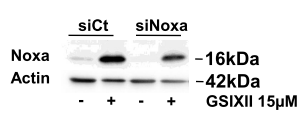 siCt siNoxa
Noxa -16kDa
Actin -42kDa
- + - + GSIXII 15µM